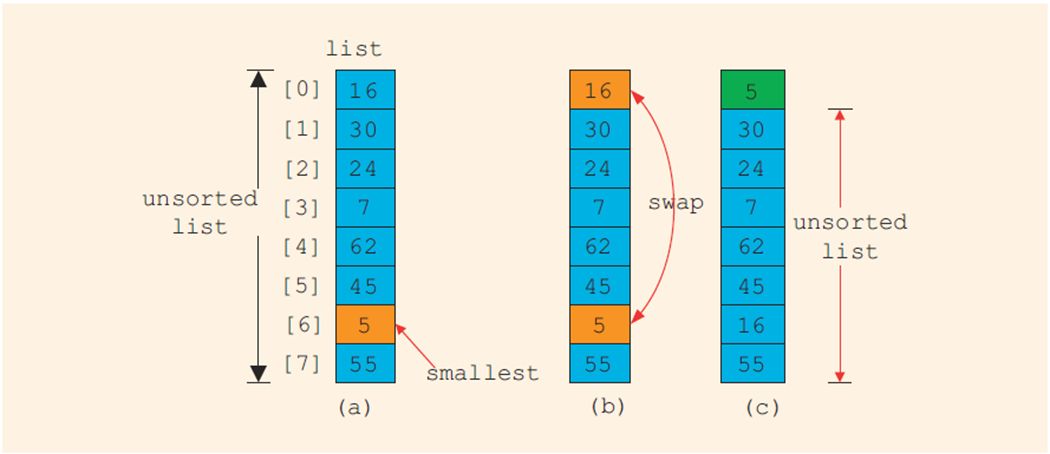 list
[0] 16 16 5
[1] 30 30 30
[2] 24 24 24
unsorted
list
[3] 7 7 7
swap
unsorted
list
[4] 62 62 62
[5] 45 45 45
[6] 5 5 16
[7] 55 55 55
smallest
(a) (b) (c)